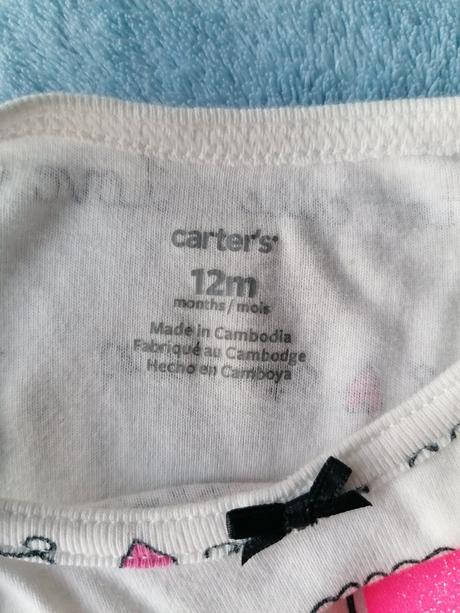 carter's
12m
months / mois
Made in Cambodia
Fabriqué au Cambodge
Hecho en Camboya